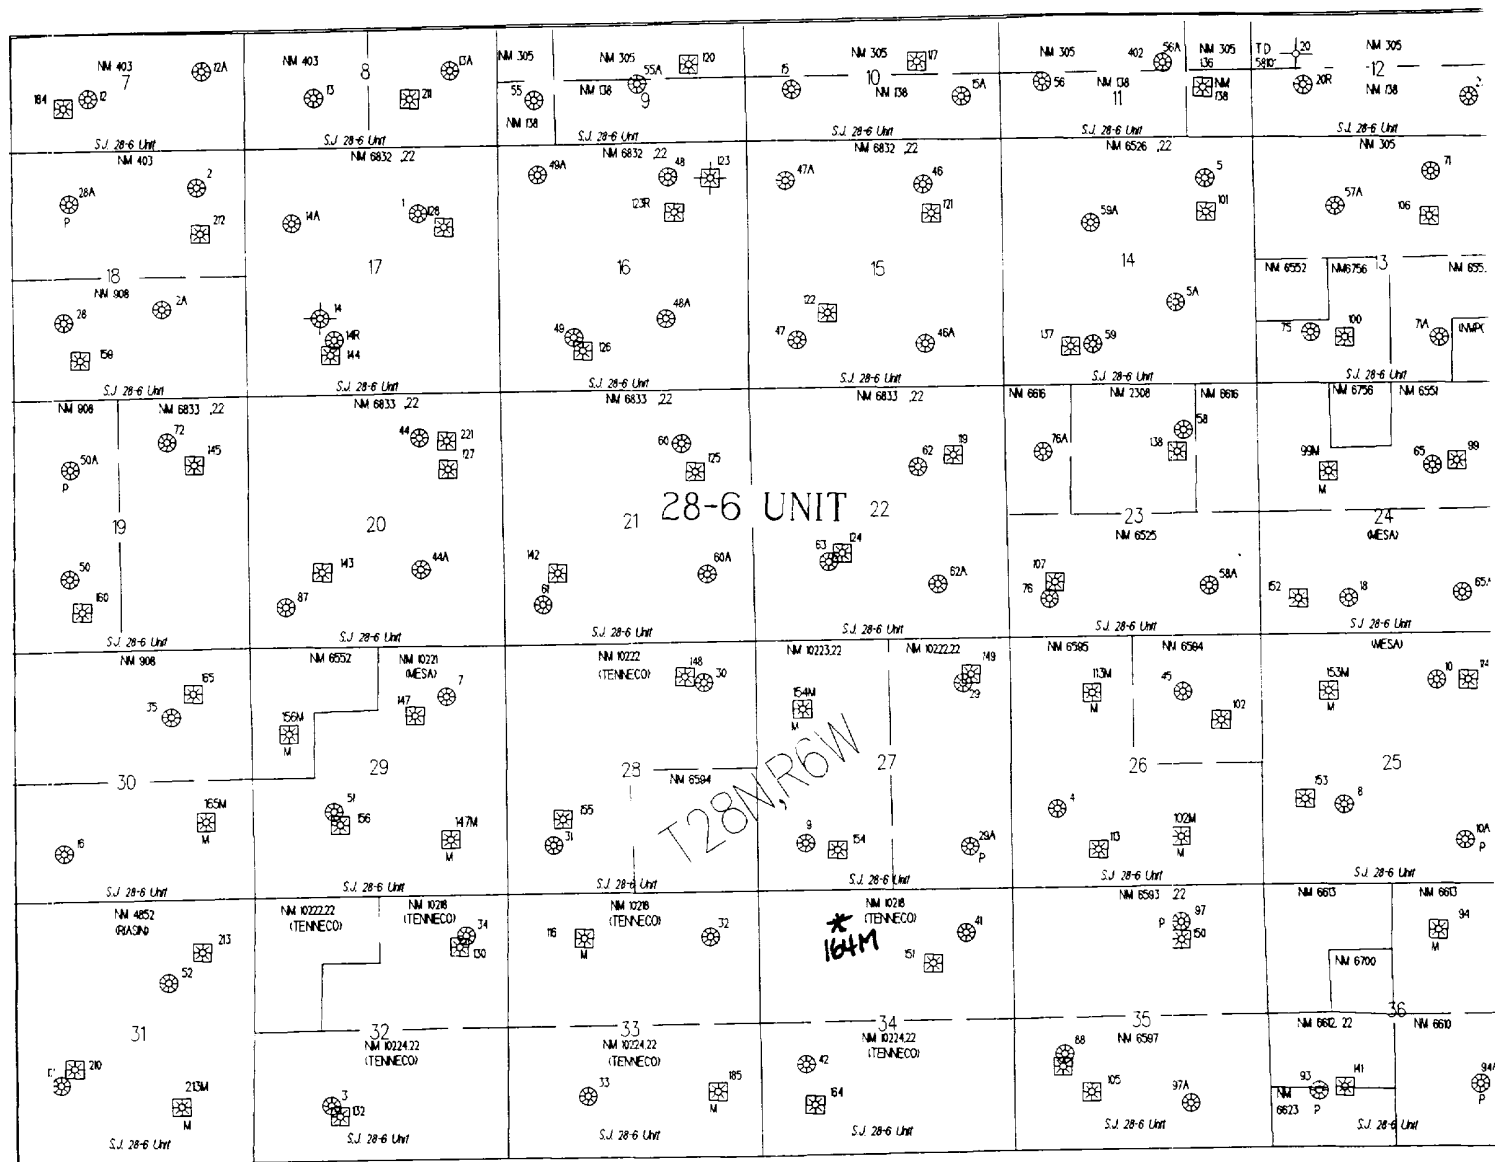 NM 403
7
12A
184
12
S.J. 28-6 Unit
NM 403
8
13A
13
211
S.J. 28-6 Unit
NM 305
NM 305
120
55A
NM 138
55
9
NM 138
S.J. 28-6 Unit
NM 305
117
15
10
NM 138
15A
S.J. 28-6 Unit
NM 305
402
56A
NM 305
136
56
NM 138
NM
138
11
S.J. 28-6 Unit
TD
5810'
20
NM 305
12
20R
NM 138
S.J. 28-6 Unit
NM 403
28A
P
2
212
18
NM 908
28
2A
159
S.J. 28-6 Unit
NM 6832 .22
14A
1
128
17
14
14R
144
S.J. 28-6 Unit
NM 6832 .22
49A
48
123
123R
16
48A
49
126
S.J. 28-6 Unit
NM 6832 .22
47A
46
121
15
122
47
46A
S.J. 28-6 Unit
NM 6526 .22
5
59A
101
14
5A
137
59
S.J. 28-6 Unit
NM 305
71
57A
106
NM 6552
NM6756
13
NM 655
75
100
71A
S.J. 28-6 Unit
NM 908
NM 6833 .22
72
145
50A
P
19
50
160
S.J. 28-6 Unit
NM 6833 .22
44
221
127
20
143
44A
87
S.J. 28-6 Unit
NM 6833 .22
60
125
28-6 UNIT
21
142
60A
61
S.J. 28-6 Unit
NM 6833 .22
62
119
22
63
124
62A
S.J. 28-6 Unit
NM 6616
NM 2308
NM 6616
58
76A
138
23
NM 6525
107
76
58A
S.J. 28-6 Unit
NM 6756
NM 6551
99M
M
65
99
24
(MESA)
152
18
65A
S.J. 28-6 Unit
NM 908
165
35
30
165M
M
16
S.J. 28-6 Unit
NM 6552
NM 10221
(MESA)
7
147
156M
M
29
51
156
147M
M
S.J. 28-6 Unit
NM 10222
(TENNECO)
148
30
28
NM 6594
155
31
S.J. 28-6 Unit
T28N,R6W
NM 10223.22
NM 10222.22
149
29
154M
M
27
9
154
29A
P
S.J. 28-6 Unit
NM 6595
NM 6594
113M
M
45
102
26
4
113
102M
M
S.J. 28-6 Unit
(MESA)
153M
M
10
174
25
153
8
10A
P
S.J. 28-6 Unit
NM 4852
213
52
31
210
213M
M
S.J. 28-6 Unit
NM 10222.22
(TENNECO)
NM 10218
(TENNECO)
34
130
32
NM 10224.22
(TENNECO)
3
132
S.J. 28-6 Unit
NM 10218
(TENNECO)
116
M
32
33
NM 10224.22
(TENNECO)
33
185
M
S.J. 28-6 Unit
NM 10218
(TENNECO)
*
164M
41
151
34
NM 10224.22
(TENNECO)
42
164
S.J. 28-6 Unit
NM 6593 .22
P
97
150
35
NM 6597
88
105
97A
S.J. 28-6 Unit
NM 6613
NM 6613
94
M
NM 6700
36
NM 6612.22
NM 6610
93
P
141
94A
P
NM
6623
S.J. 28-6 Unit